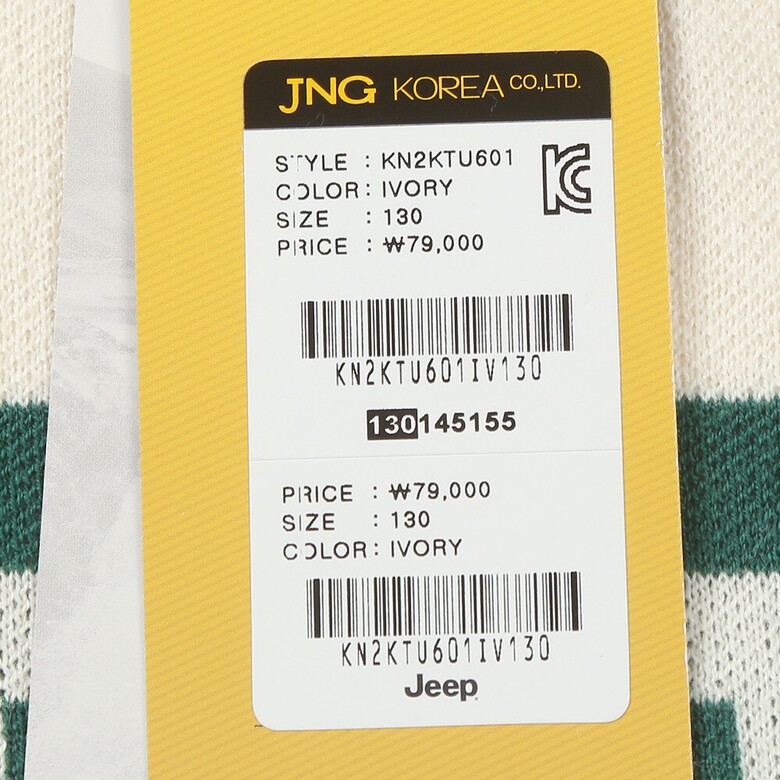 JNG KOREA CO.,LTD.
STYLE : KN2KTU601
COLOR : IVORY
SIZE : 130
PRICE : ₩79,000
KC
KN2KTU601IV130
130145155
PRICE : ₩79,000
SIZE : 130
COLOR : IVORY
KN2KTU601IV130
Jeep